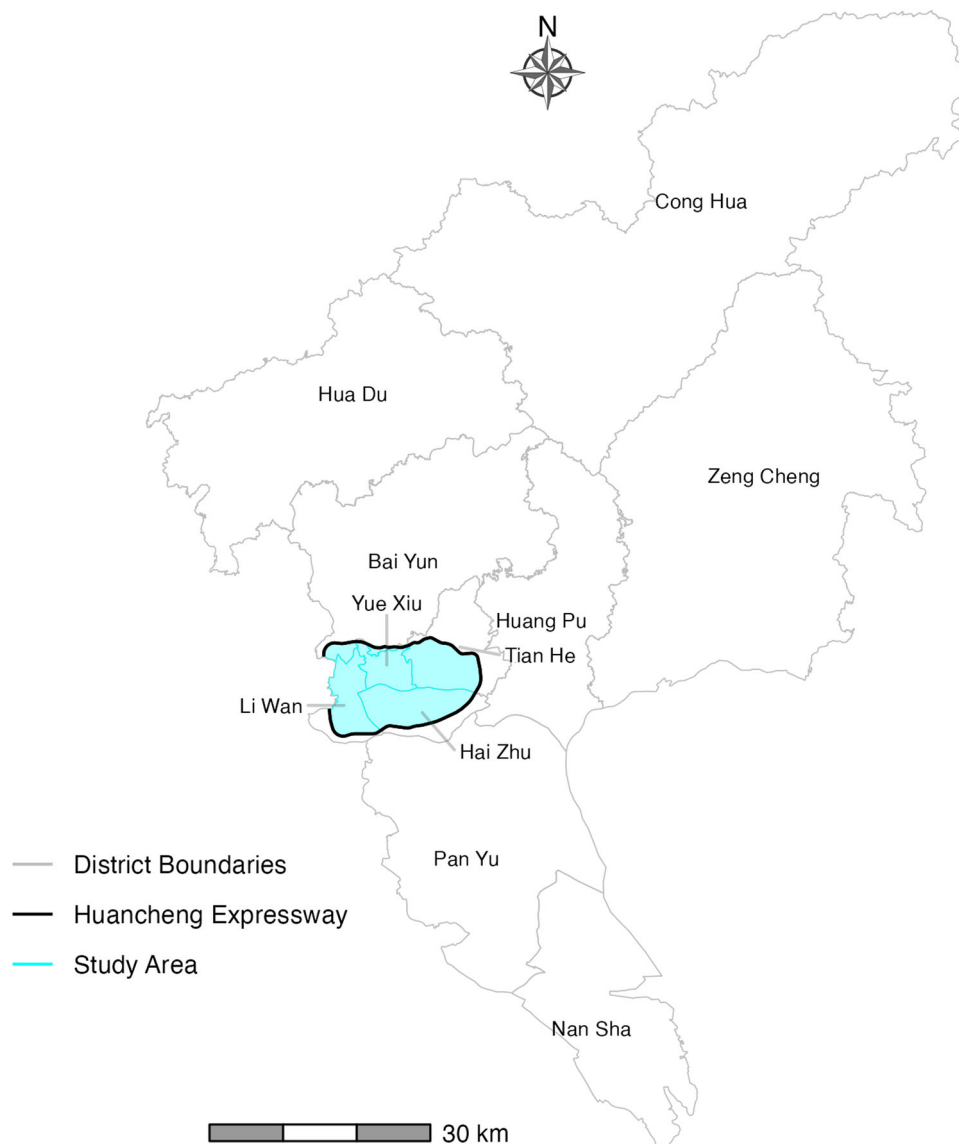 N
Cong Hua
Hua Du
Zeng Cheng
Bai Yun
Yue Xiu
Huang Pu
Tian He
Li Wan
Hai Zhu
Pan Yu
District Boundaries
Huancheng Expressway
Study Area
Nan Sha
30 km